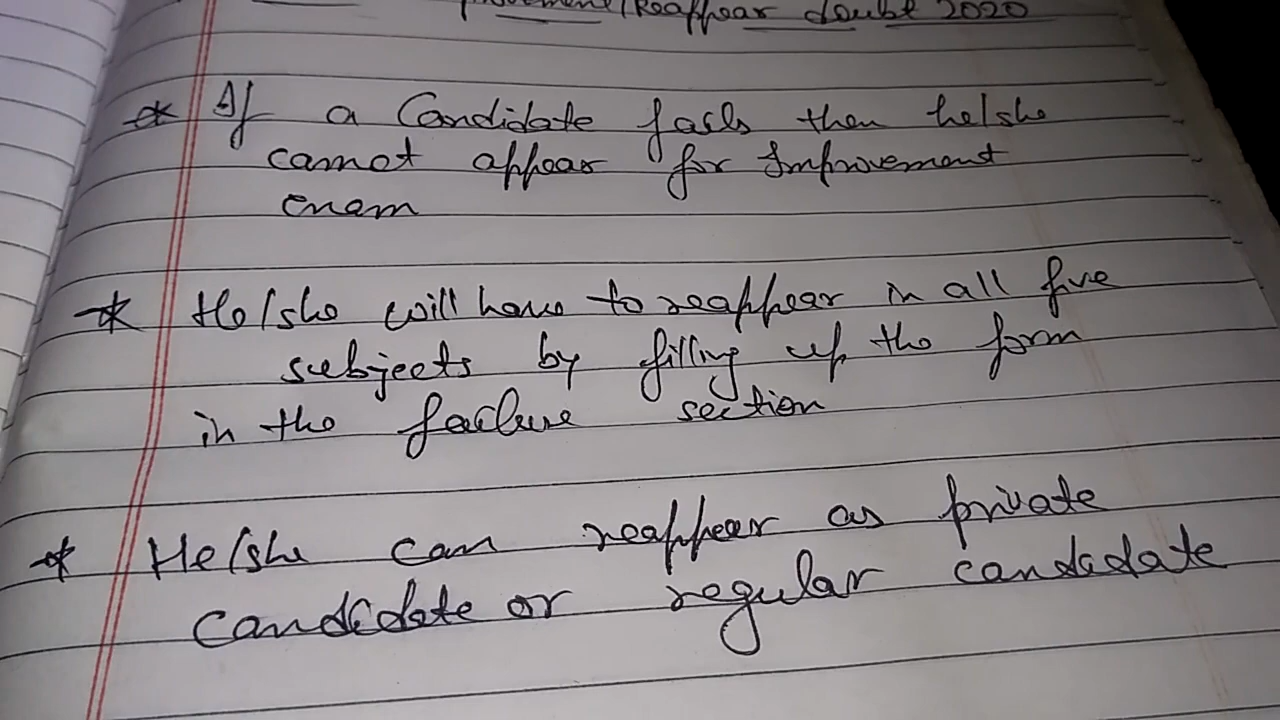 Improvement/Reappear doubt 2020
* If a Candidate fails then he/she
cannot appear for Improvement
exam
* He/she will have to reappear in all five
subjects by filling up the form
in the failure section
* He/she can reappear as private
candidate or regular candidate